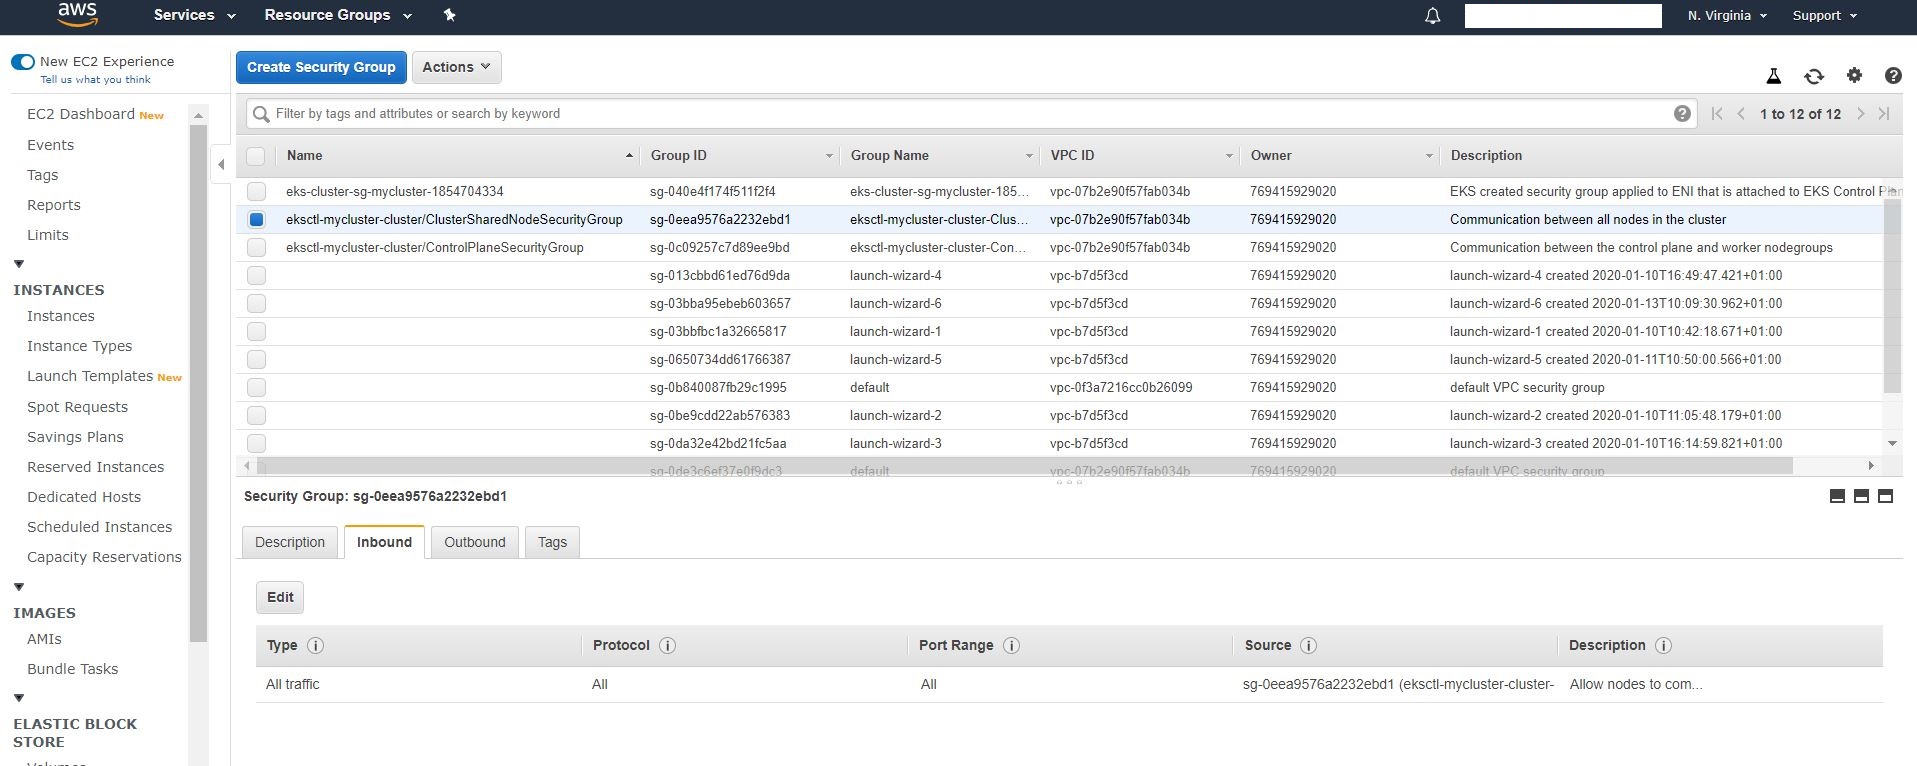 aws Services Resource Groups N. Virginia Support
New EC2 Experience
Tell us what you think
Create Security Group Actions
EC2 Dashboard New
Events
Tags
Reports
Limits
INSTANCES
Instances
Instance Types
Launch Templates New
Spot Requests
Savings Plans
Reserved Instances
Dedicated Hosts
Scheduled Instances
Capacity Reservations
IMAGES
AMIs
Bundle Tasks
ELASTIC BLOCK
STORE
Volumes
Filter by tags and attributes or search by keyword 1 to 12 of 12
Name Group ID Group Name VPC ID Owner Description
eks-cluster-sg-mycluster-1854704334 sg-040e4f174f511f2f4 eks-cluster-sg-mycluster-185... vpc-07b2e90f57fab034b 769415929020 EKS created security group applied to ENI that is attached to EKS Control Plan
eksctl-mycluster-cluster/ClusterSharedNodeSecurityGroup sg-0eea9576a2232ebd1 eksctl-mycluster-cluster-Clus... vpc-07b2e90f57fab034b 769415929020 Communication between all nodes in the cluster
eksctl-mycluster-cluster/ControlPlaneSecurityGroup sg-0c09257c7d89ee9bd eksctl-mycluster-cluster-Con... vpc-07b2e90f57fab034b 769415929020 Communication between the control plane and worker nodegroups
sg-013cbbd61ed76d9da launch-wizard-4 vpc-b7d5f3cd 769415929020 launch-wizard-4 created 2020-01-10T16:49:47.421+01:00
sg-03bba95ebeb603657 launch-wizard-6 vpc-b7d5f3cd 769415929020 launch-wizard-6 created 2020-01-13T10:09:30.962+01:00
sg-03bbfbc1a32665817 launch-wizard-1 vpc-b7d5f3cd 769415929020 launch-wizard-1 created 2020-01-10T10:42:18.671+01:00
sg-0650734dd61766387 launch-wizard-5 vpc-b7d5f3cd 769415929020 launch-wizard-5 created 2020-01-11T10:50:00.566+01:00
sg-0b840087fb29c1995 default vpc-0f3a7216cc0b26099 769415929020 default VPC security group
sg-0be9cdd22ab576383 launch-wizard-2 vpc-b7d5f3cd 769415929020 launch-wizard-2 created 2020-01-10T11:05:48.179+01:00
sg-0da32e42bd21fc5aa launch-wizard-3 vpc-b7d5f3cd 769415929020 launch-wizard-3 created 2020-01-10T16:14:59.821+01:00
sg-0de3c6ef37e0f9dc3 default vpc-07b2e90f57fab034b 769415929020 default VPC security group
Security Group: sg-0eea9576a2232ebd1
Description Inbound Outbound Tags
Edit
Type Protocol Port Range Source Description
All traffic All All sg-0eea9576a2232ebd1 (eksctl-mycluster-cluster- Allow nodes to com...